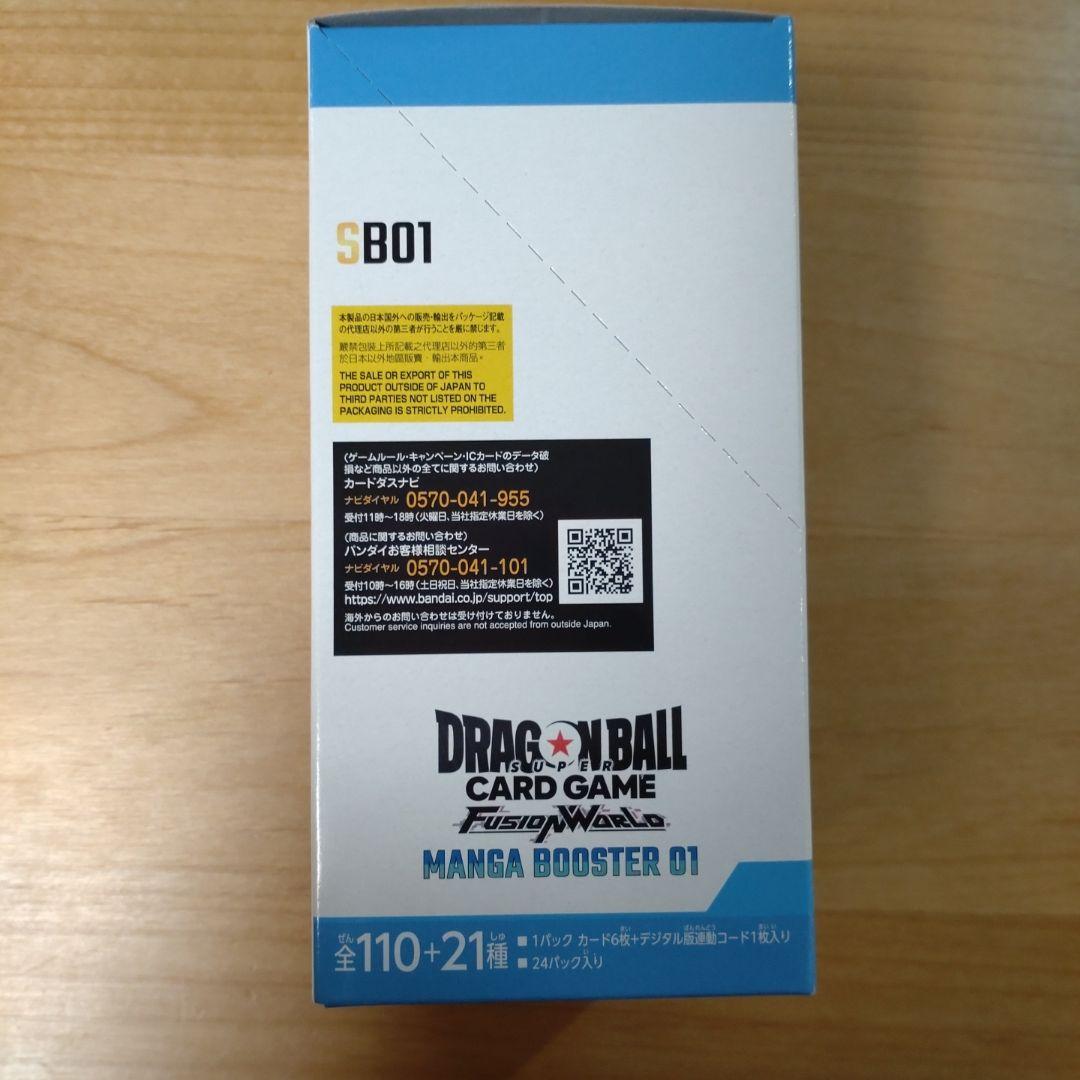 SB01
本製品の日本国外への販売・輸出をパッケージ記載
の代理店以外の第三者が行うことを厳に禁じます。
嚴禁包裝上所記載之代理店以外的第三者
於日本以外地區販賣・輸出本商品。
THE SALE OR EXPORT OF THIS
PRODUCT OUTSIDE OF JAPAN TO
THIRD PARTIES NOT LISTED ON THE
PACKAGING IS STRICTLY PROHIBITED.
(ゲームルール・キャンペーン・ICカードのデータ破
損など商品以外の全てに関するお問い合わせ)
カードダスナビ
ナビダイヤル 0570-041-955
受付11時～18時(火曜日、当社指定休業日を除く)
(商品に関するお問い合わせ)
バンダイお客様相談センター
ナビダイヤル 0570-041-101
受付10時～16時(土日祝日、当社指定休業日を除く)
https://www.bandai.co.jp/support/top
海外からのお問い合わせは受け付けておりません。
Customer service inquiries are not accepted from outside Japan.
DRAGON BALL
SUPER
CARD GAME
FUSION WORLD
MANGA BOOSTER 01
ぜん しゅ
全110+21種
まい ばんれんどう まいい
■1パック カード6枚+デジタル版連動コード1枚入り
い
■24パック入り